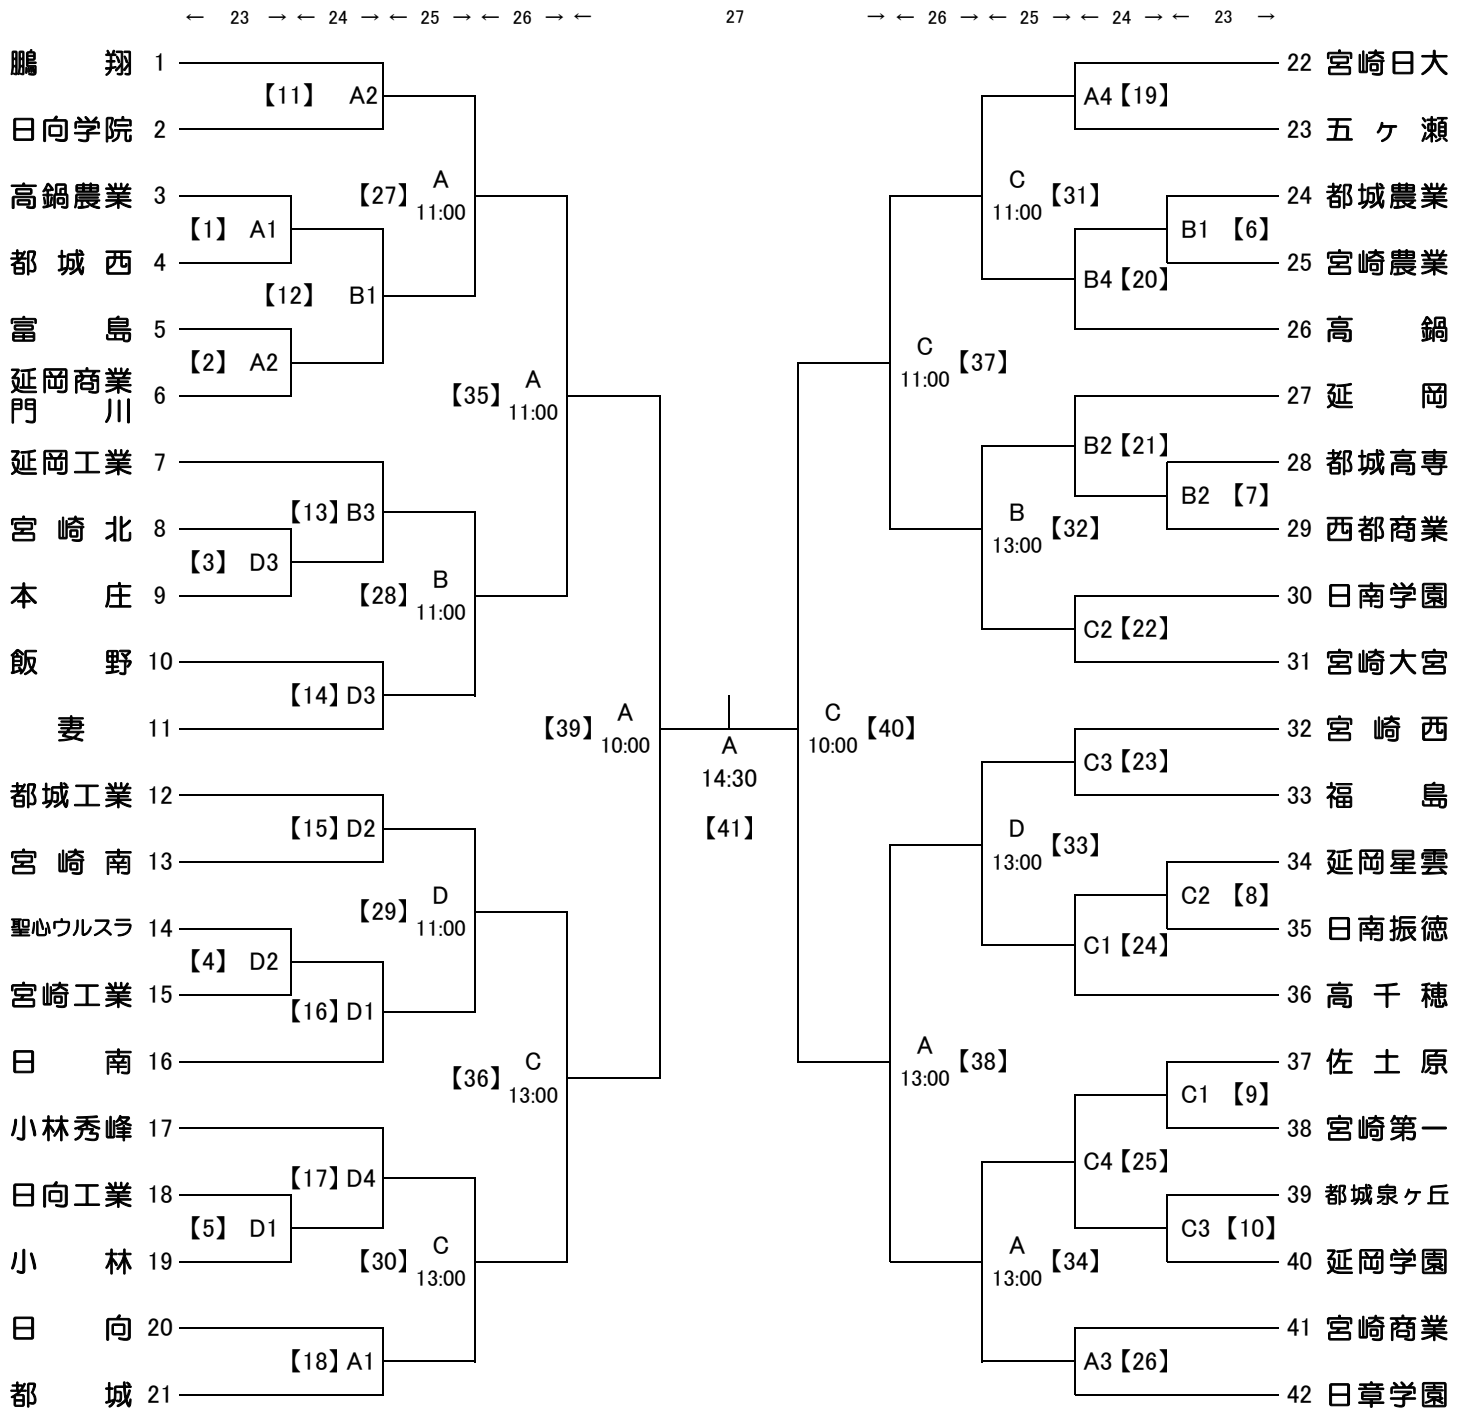 ← 23 → ← 24 → ← 25 → ← 26 → ← 27 → ← 26 → ← 25 → ← 24 → ← 23 →
鵬翔 1
【11】 A2
日向学院 2
A
【27】
11:00
高鍋農業 3
【1】 A1
都城西 4
【12】 B1
富島 5
【2】 A2
延岡商業
門川 6
A
【35】
11:00
延岡工業 7
【13】 B3
宮崎北 8
【3】 D3
本庄 9
B
【28】
11:00
飯野 10
【14】 D3
妻 11
A
【39】
10:00
都城工業 12
【15】 D2
宮崎南 13
D
【29】
11:00
聖心ウルスラ 14
【4】 D2
宮崎工業 15
【16】 D1
日南 16
C
【36】
13:00
小林秀峰 17
【17】 D4
日向工業 18
【5】 D1
小林 19
C
【30】
13:00
日向 20
【18】 A1
都城 21
A
14:30
【41】
22 宮崎日大
A4 【19】
23 五ヶ瀬
C
【31】
11:00
24 都城農業
B1 【6】
25 宮崎農業
B4 【20】
26 高鍋
C
【37】
11:00
27 延岡
B2 【21】
28 都城高専
B2 【7】
29 西都商業
B
【32】
13:00
30 日南学園
C2 【22】
31 宮崎大宮
C
【40】
10:00
32 宮崎西
C3 【23】
33 福島
D
【33】
13:00
34 延岡星雲
C2 【8】
35 日南振徳
C1 【24】
36 高千穂
A
【38】
13:00
37 佐土原
C1 【9】
38 宮崎第一
C4 【25】
39 都城泉ヶ丘
C3 【10】
40 延岡学園
A
【34】
13:00
41 宮崎商業
A3 【26】
42 日章学園